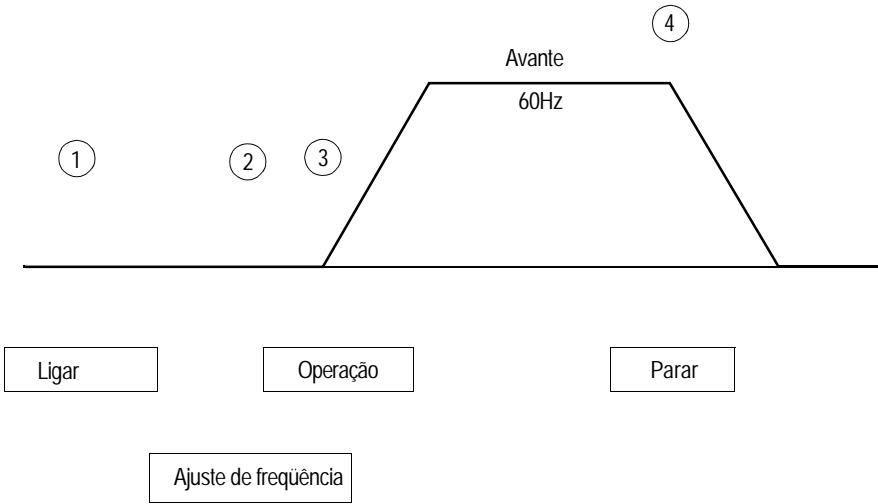 4
Avante
60Hz
1
2
3
Ligar
Operação
Parar
Ajuste de freqüência